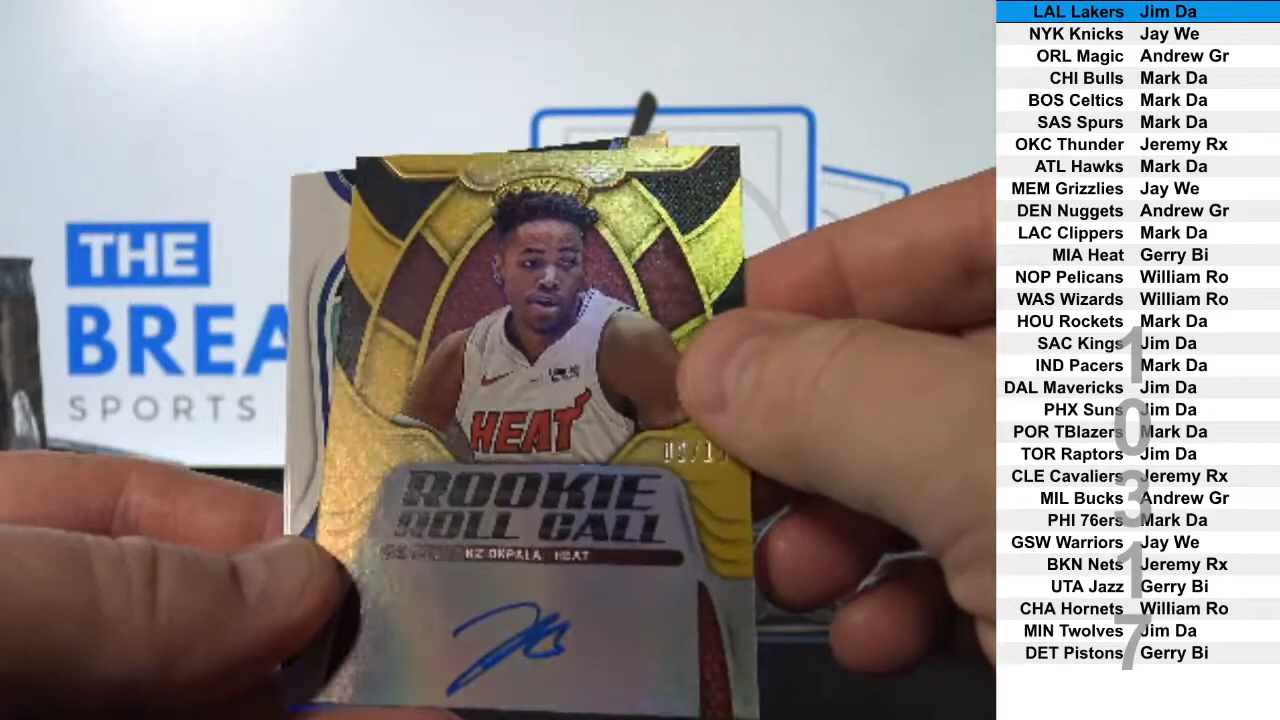 THE
BREA
SPORTS
HEAT
ROOKIE
ROLL CALL
KZ OKPALA HEAT
LAL Lakers Jim Da
NYK Knicks Jay We
ORL Magic Andrew Gr
CHI Bulls Mark Da
BOS Celtics Mark Da
SAS Spurs Mark Da
OKC Thunder Jeremy Rx
ATL Hawks Mark Da
MEM Grizzlies Jay We
DEN Nuggets Andrew Gr
LAC Clippers Mark Da
MIA Heat Gerry Bi
NOP Pelicans William Ro
WAS Wizards William Ro
HOU Rockets Mark Da
SAC Kings Jim Da
IND Pacers Mark Da
DAL Mavericks Jim Da
PHX Suns Jim Da
POR TBlazers Mark Da
TOR Raptors Jim Da
CLE Cavaliers Jeremy Rx
MIL Bucks Andrew Gr
PHI 76ers Mark Da
GSW Warriors Jay We
BKN Nets Jeremy Rx
UTA Jazz Gerry Bi
CHA Hornets William Ro
MIN Twolves Jim Da
DET Pistons Gerry Bi
10317